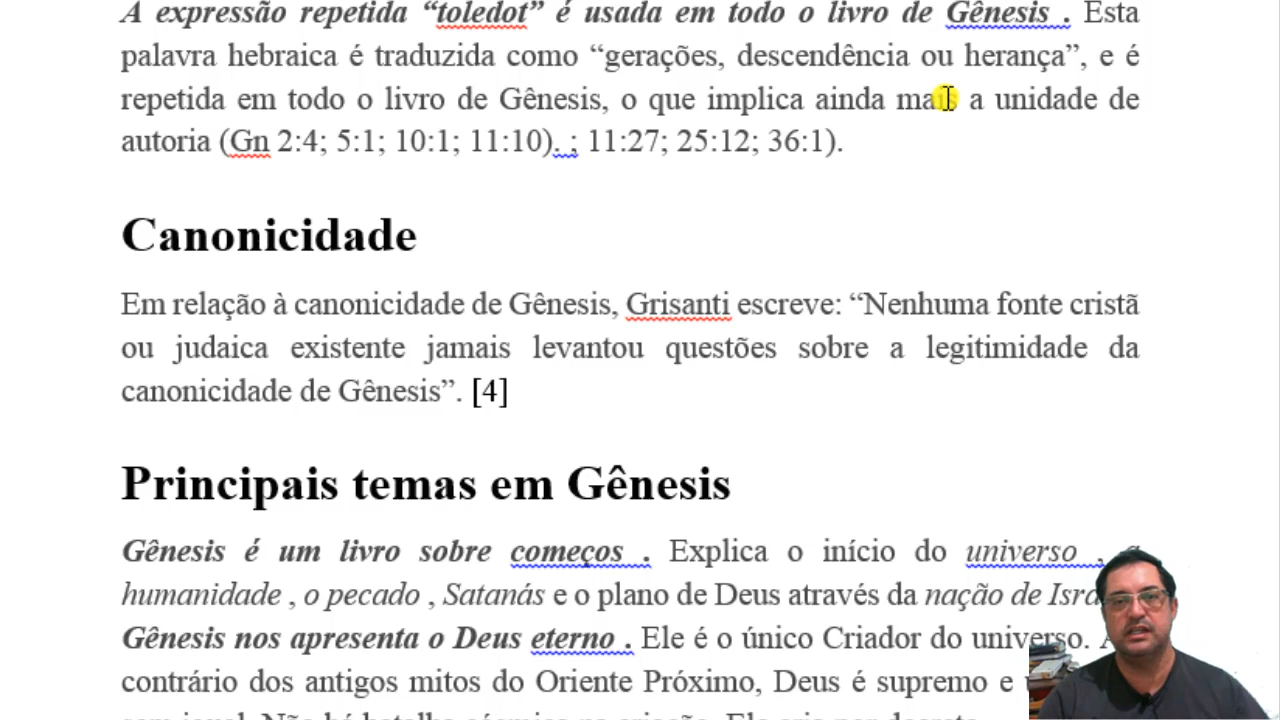 A expressão repetida “toledot” é usada em todo o livro de Gênesis . Esta
palavra hebraica é traduzida como “gerações, descendência ou herança”, e é
repetida em todo o livro de Gênesis, o que implica ainda mais a unidade de
autoria (Gn 2:4; 5:1; 10:1; 11:10). ; 11:27; 25:12; 36:1).
Canonicidade
Em relação à canonicidade de Gênesis, Grisanti escreve: “Nenhuma fonte cristã
ou judaica existente jamais levantou questões sobre a legitimidade da
canonicidade de Gênesis”. [4]
Principais temas em Gênesis
Gênesis é um livro sobre começos . Explica o início do universo , a
humanidade , o pecado , Satanás e o plano de Deus através da nação de
Gênesis nos apresenta o Deus eterno . Ele é o único Criador do universo.
contrário dos antigos mitos do Oriente Próximo, Deus é supremo e